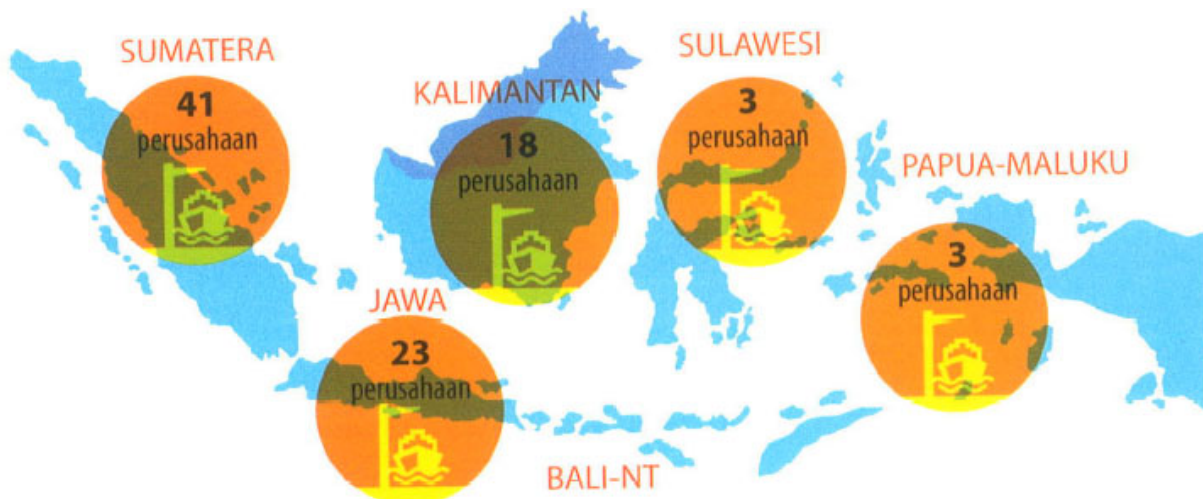 SUMATERA
41
perusahaan
KALIMANTAN
18
perusahaan
SULAWESI
3
perusahaan
PAPUA-MALUKU
3
perusahaan
JAWA
23
perusahaan
BALI-NT